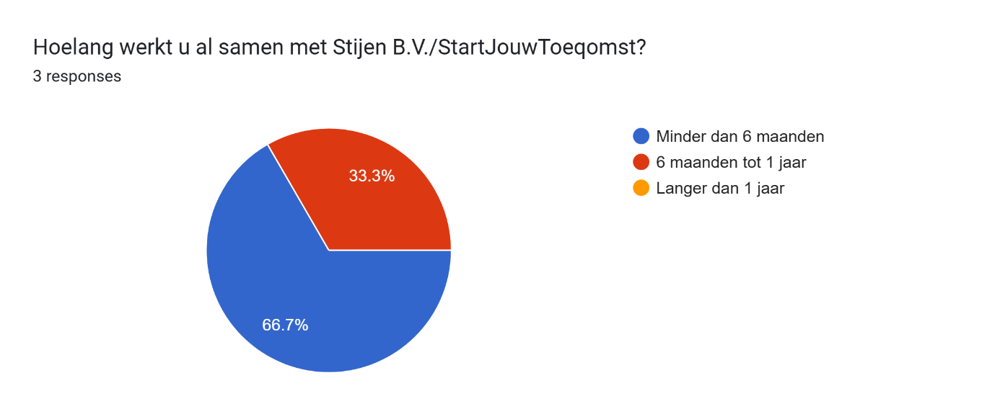 Hoelang werkt u al samen met Stijen B.V./StartJouwToeqomst?
3 responses
Minder dan 6 maanden
6 maanden tot 1 jaar
Langer dan 1 jaar
33.3%
66.7%